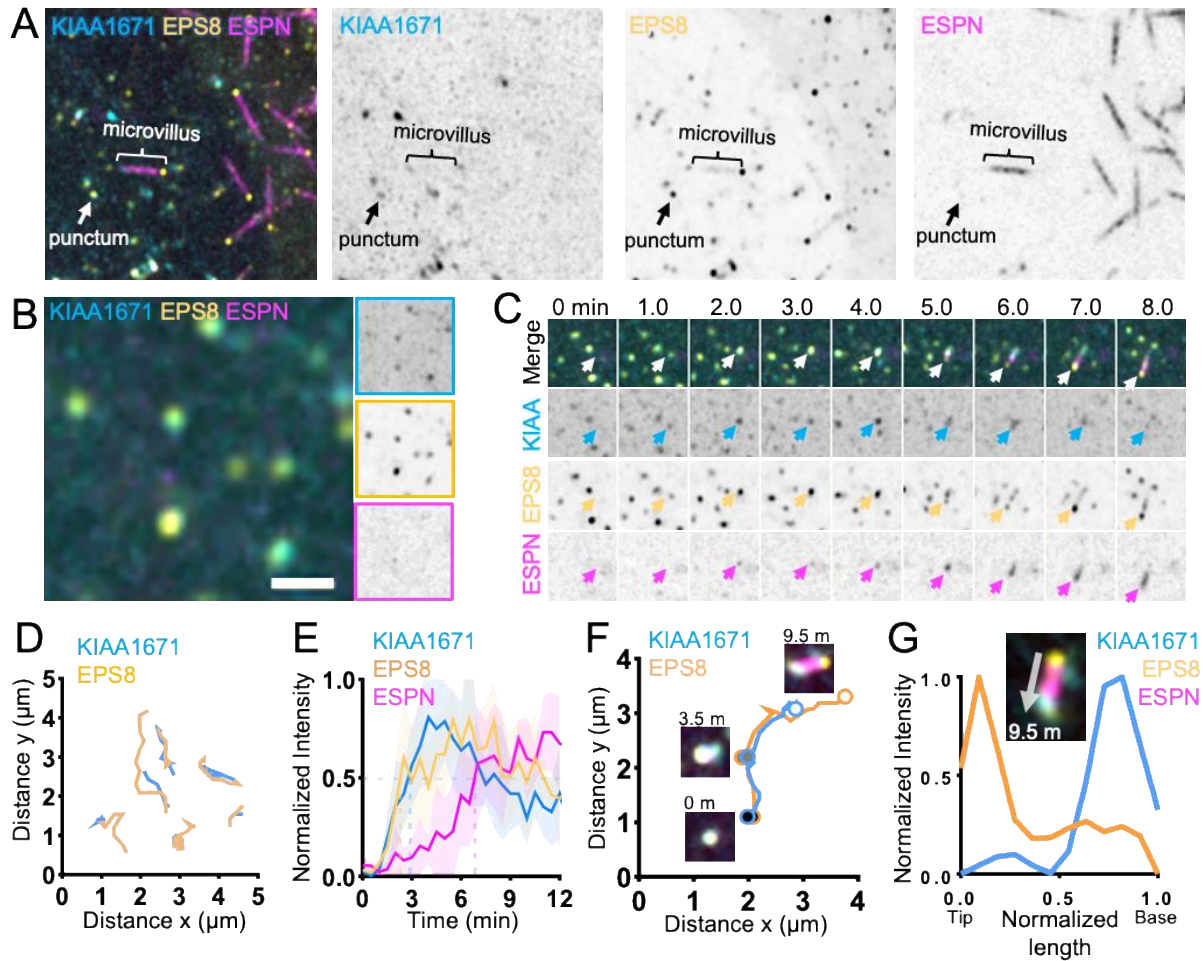 A
KIAA1671 EPS8 ESPN
microvillus
punctum
KIAA1671
microvillus
punctum
EPS8
microvillus
punctum
ESPN
microvillus
punctum
B
KIAA1671 EPS8 ESPN
C
0 min 1.0 2.0 3.0 4.0 5.0 6.0 7.0 8.0
Merge
KIAA
EPS8
ESPN
D
KIAA1671
EPS8
Distance y (μm)
5
4
3
2
1
0
0 1 2 3 4 5
Distance x (μm)
E
KIAA1671
EPS8
ESPN
Normalized Intensity
1.0
0.5
0.0
0 3 6 9 12
Time (min)
F
KIAA1671
EPS8
9.5 m
3.5 m
0 m
Distance y (μm)
4
3
2
1
0
0 1 2 3 4
Distance x (μm)
G
KIAA1671
EPS8
ESPN
9.5 m
Normalized Intensity
1.0
0.5
0.0
0.0 0.5 1.0
Tip Normalized Base
length